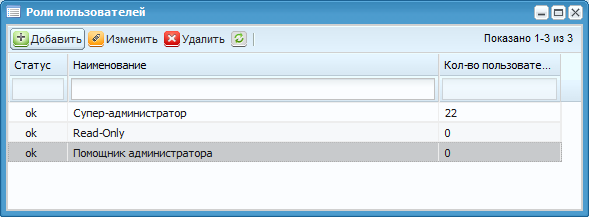 Роли пользователей
Добавить Изменить Удалить Показано 1-3 из 3
Статус Наименование Кол-во пользовате...
ok Супер-администратор 22
ok Read-Only 0
ok Помощник администратора 0